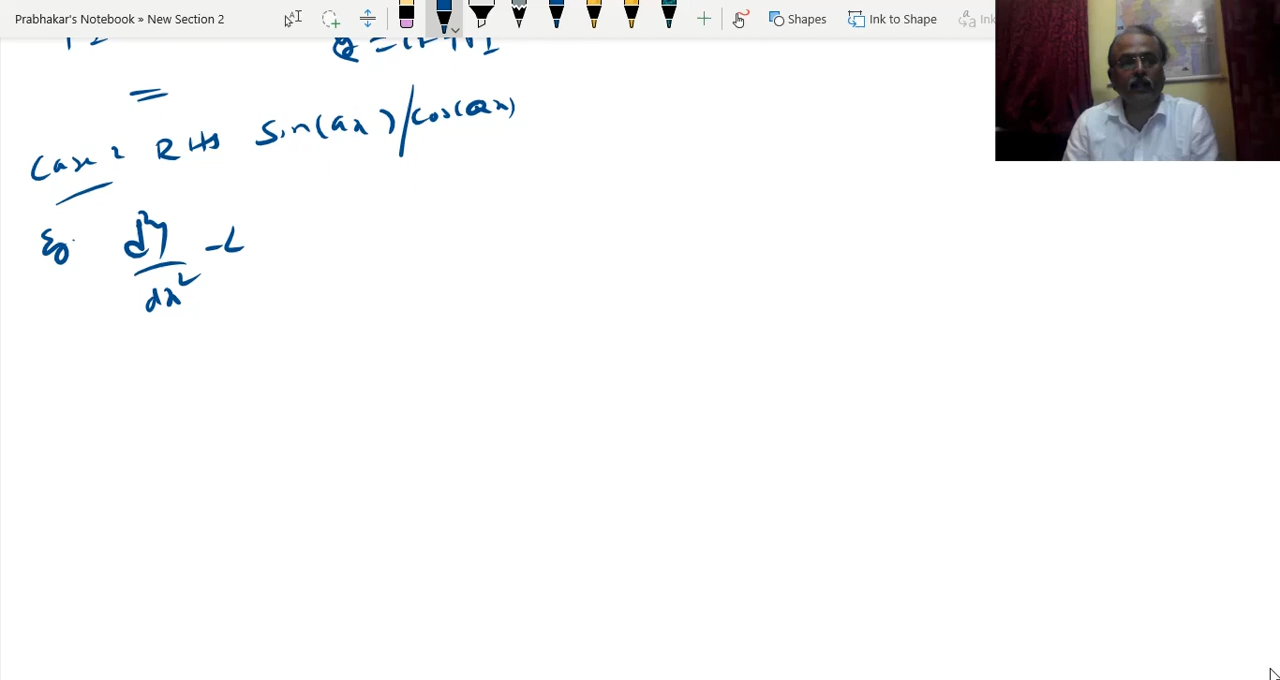 Prabhakar's Notebook » New Section 2
Shapes
Ink to Shape
Ink
Case 2 RHS Sin(ax)/Cos(ax)
Eg. d²y/dx² -